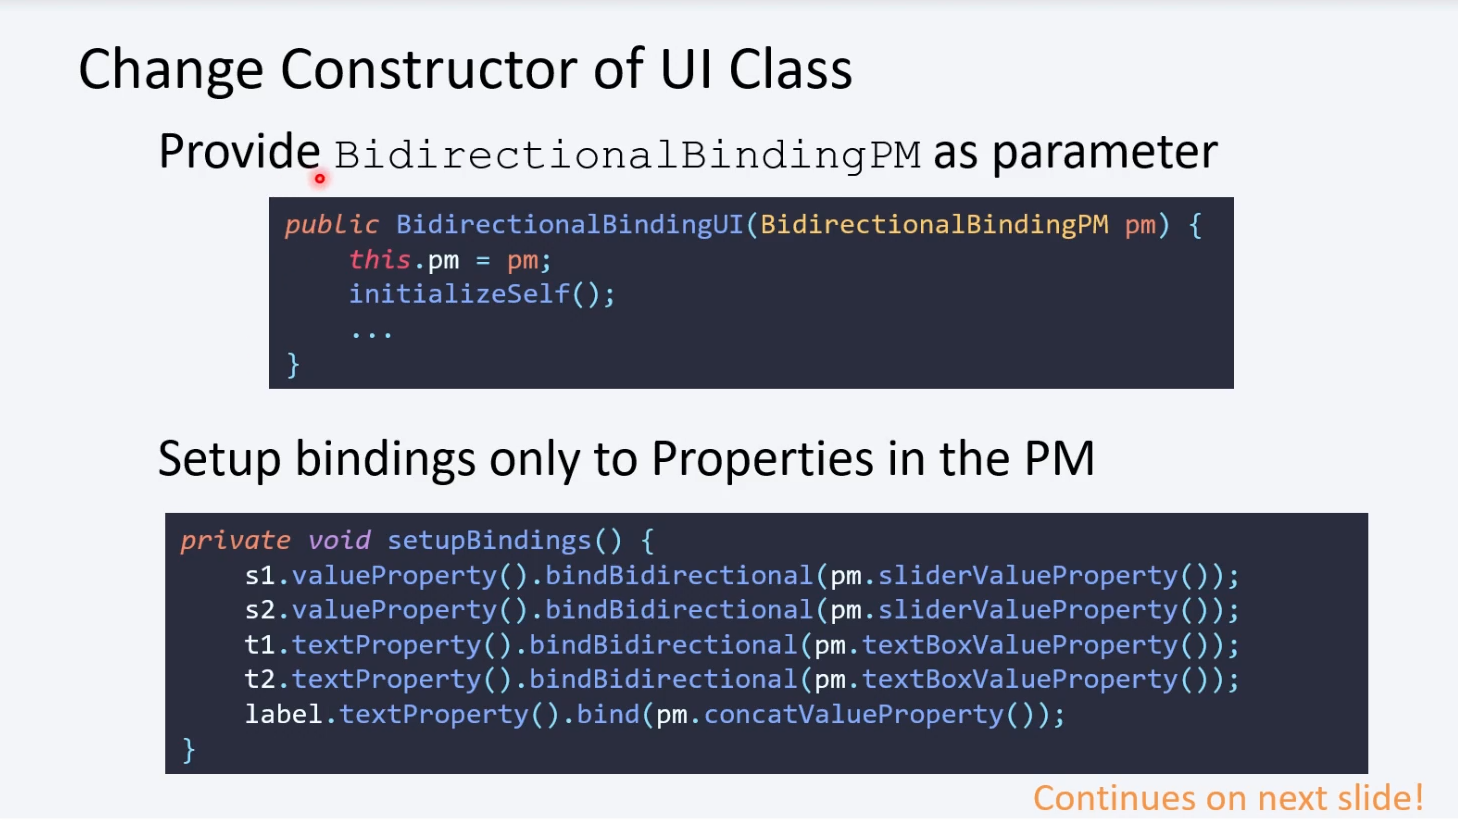 Change Constructor of UI Class
Provide BidirectionalBindingPM as parameter
public BidirectionalBindingUI(BidirectionalBindingPM pm) {
this.pm = pm;
initializeSelf();
...
}
Setup bindings only to Properties in the PM
private void setupBindings() {
s1.valueProperty().bindBidirectional(pm.sliderValueProperty());
s2.valueProperty().bindBidirectional(pm.sliderValueProperty());
t1.textProperty().bindBidirectional(pm.textBoxValueProperty());
t2.textProperty().bindBidirectional(pm.textBoxValueProperty());
label.textProperty().bind(pm.concatValueProperty());
}
Continues on next slide!